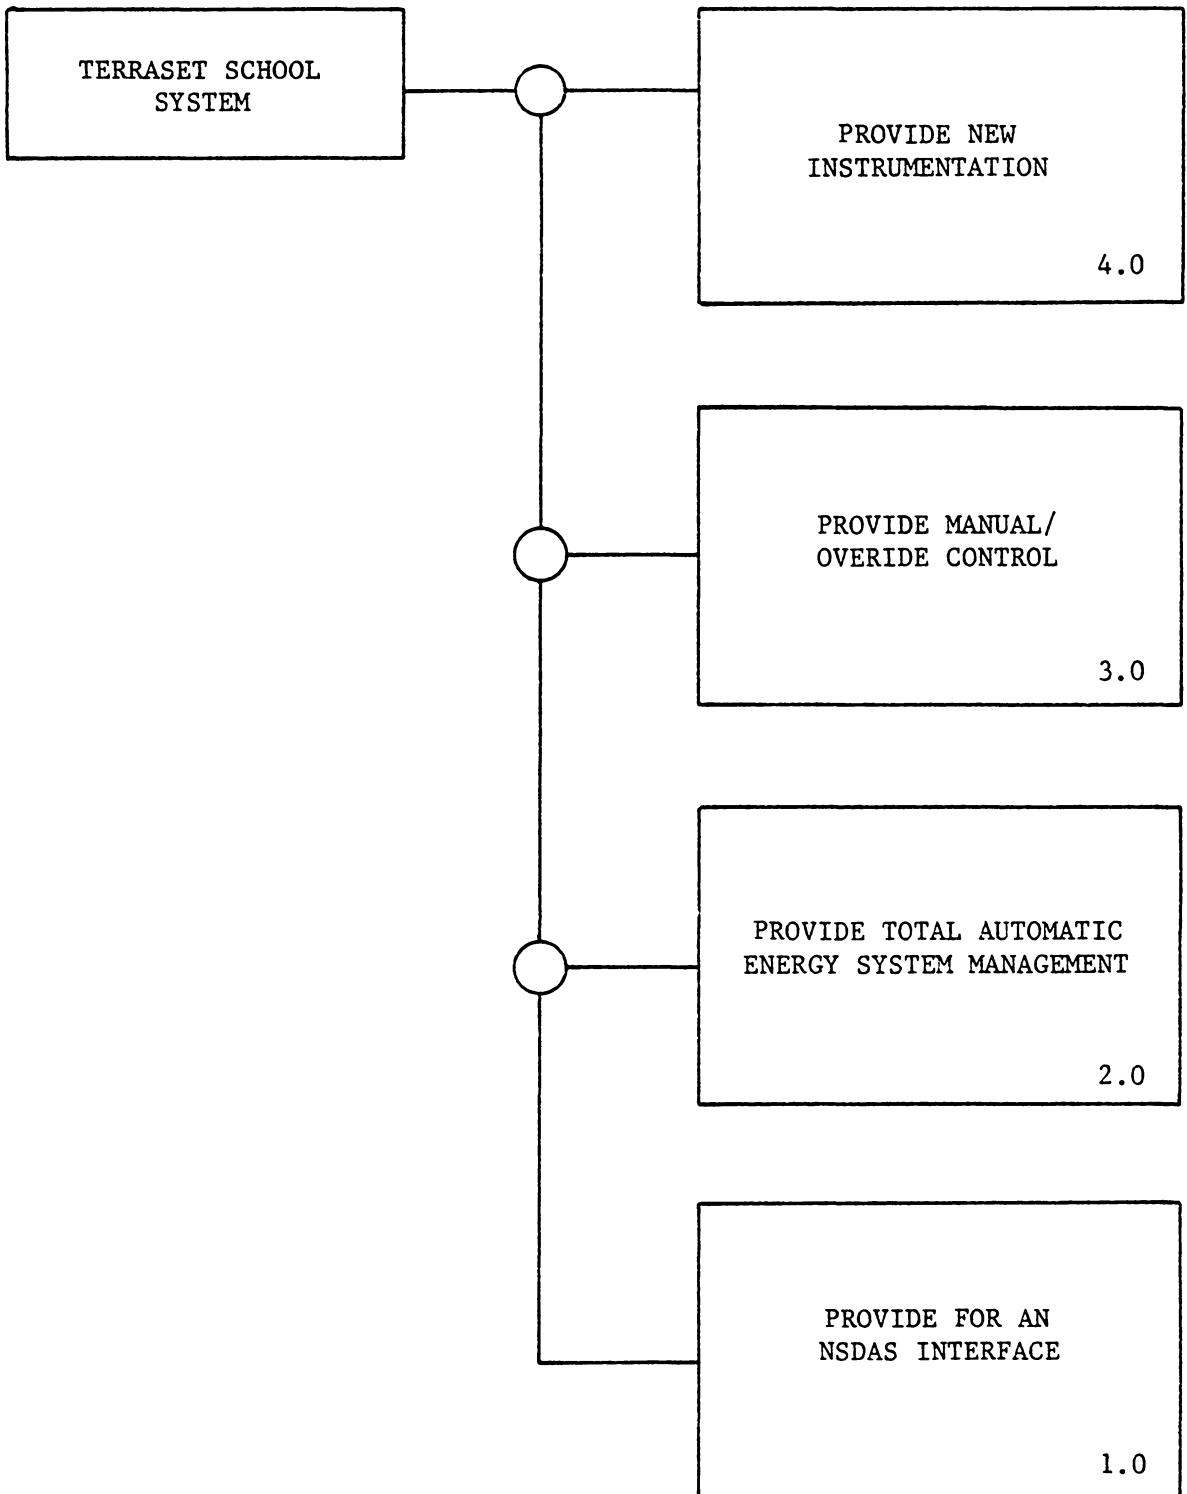 TERRASET SCHOOL
SYSTEM
PROVIDE NEW
INSTRUMENTATION
4.0
PROVIDE MANUAL/
OVERIDE CONTROL
3.0
PROVIDE TOTAL AUTOMATIC
ENERGY SYSTEM MANAGEMENT
2.0
PROVIDE FOR AN
NSDAS INTERFACE
1.0